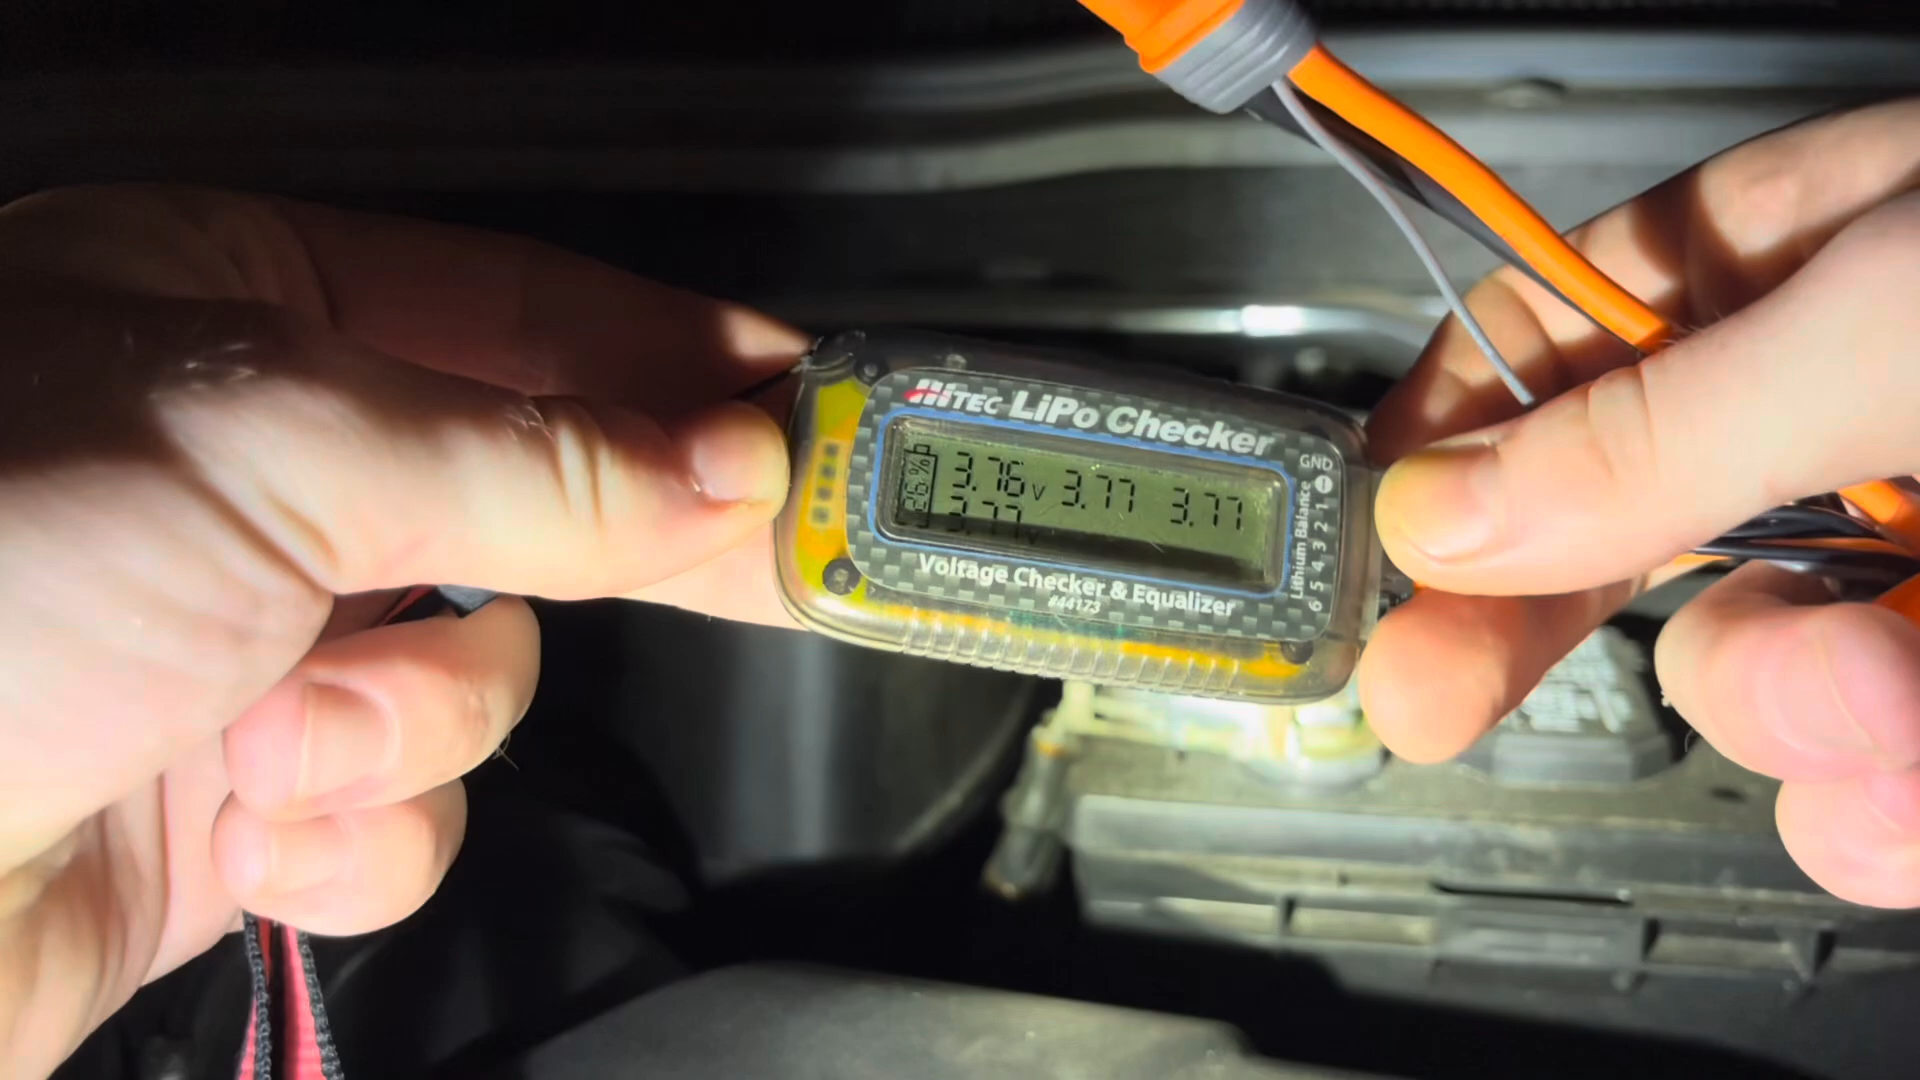 HiTEC LiPo Checker
GND
26%
3.76V 3.77 3.77
3.77V
Lithium Balance
6 5 4 3 2 1
Voltage Checker & Equalizer
#44173